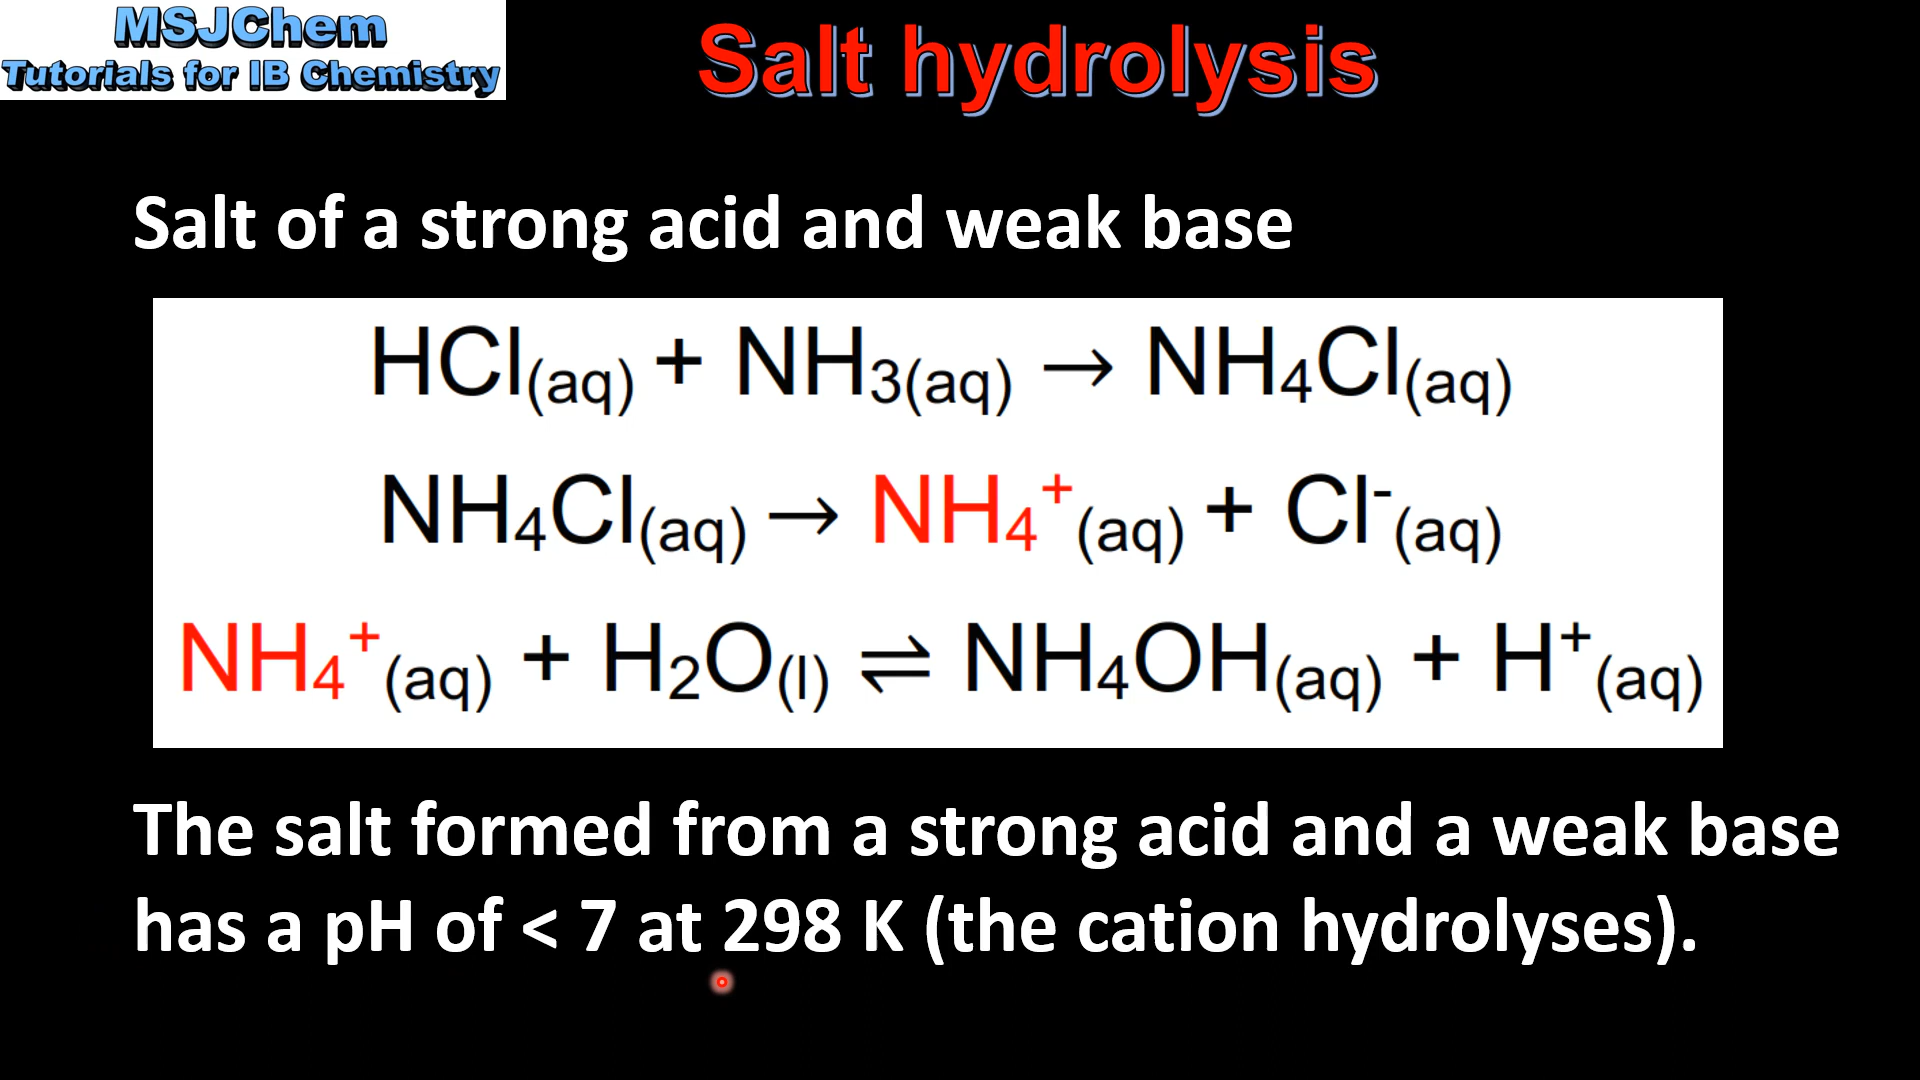 MSJChem
Tutorials for IB Chemistry
Salt hydrolysis
Salt of a strong acid and weak base
HCl(aq) + NH₃(aq) → NH₄Cl(aq)
NH₄Cl(aq) → NH₄⁺(aq) + Cl⁻(aq)
NH₄⁺(aq) + H₂O(l) ⇌ NH₄OH(aq) + H⁺(aq)
The salt formed from a strong acid and a weak base
has a pH of < 7 at 298 K (the cation hydrolyses).